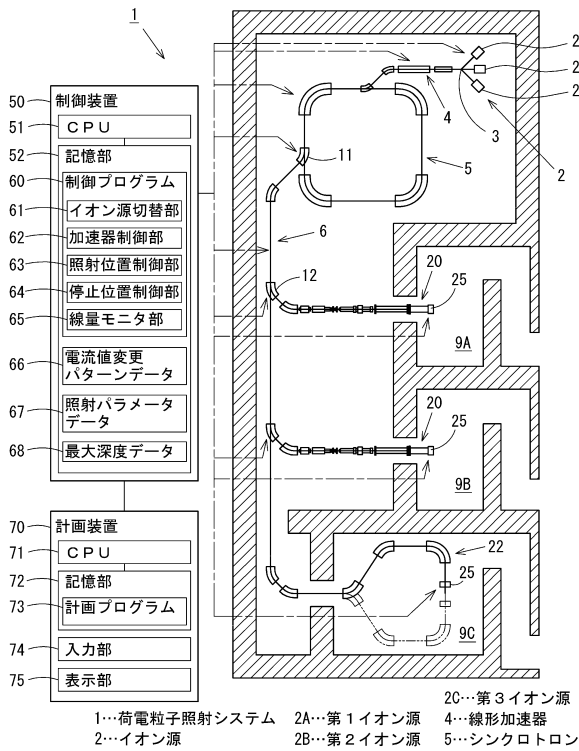 1
50 制御装置
51 CPU
52 記憶部
60 制御プログラム
61 イオン源切替部
62 加速器制御部
63 照射位置制御部
64 停止位置制御部
65 線量モニタ部
66 電流値変更
パターンデータ
67 照射パラメータ
データ
68 最大深度データ
70 計画装置
71 CPU
72 記憶部
73 計画プログラム
74 入力部
75 表示部
2
2
2
2
3
4
5
11
6
12
20
25
9A
20
25
9B
22
25
9C
2C…第3イオン源
1…荷電粒子照射システム 2A…第1イオン源 4…線形加速器
2…イオン源 2B…第2イオン源 5…シンクロトロン